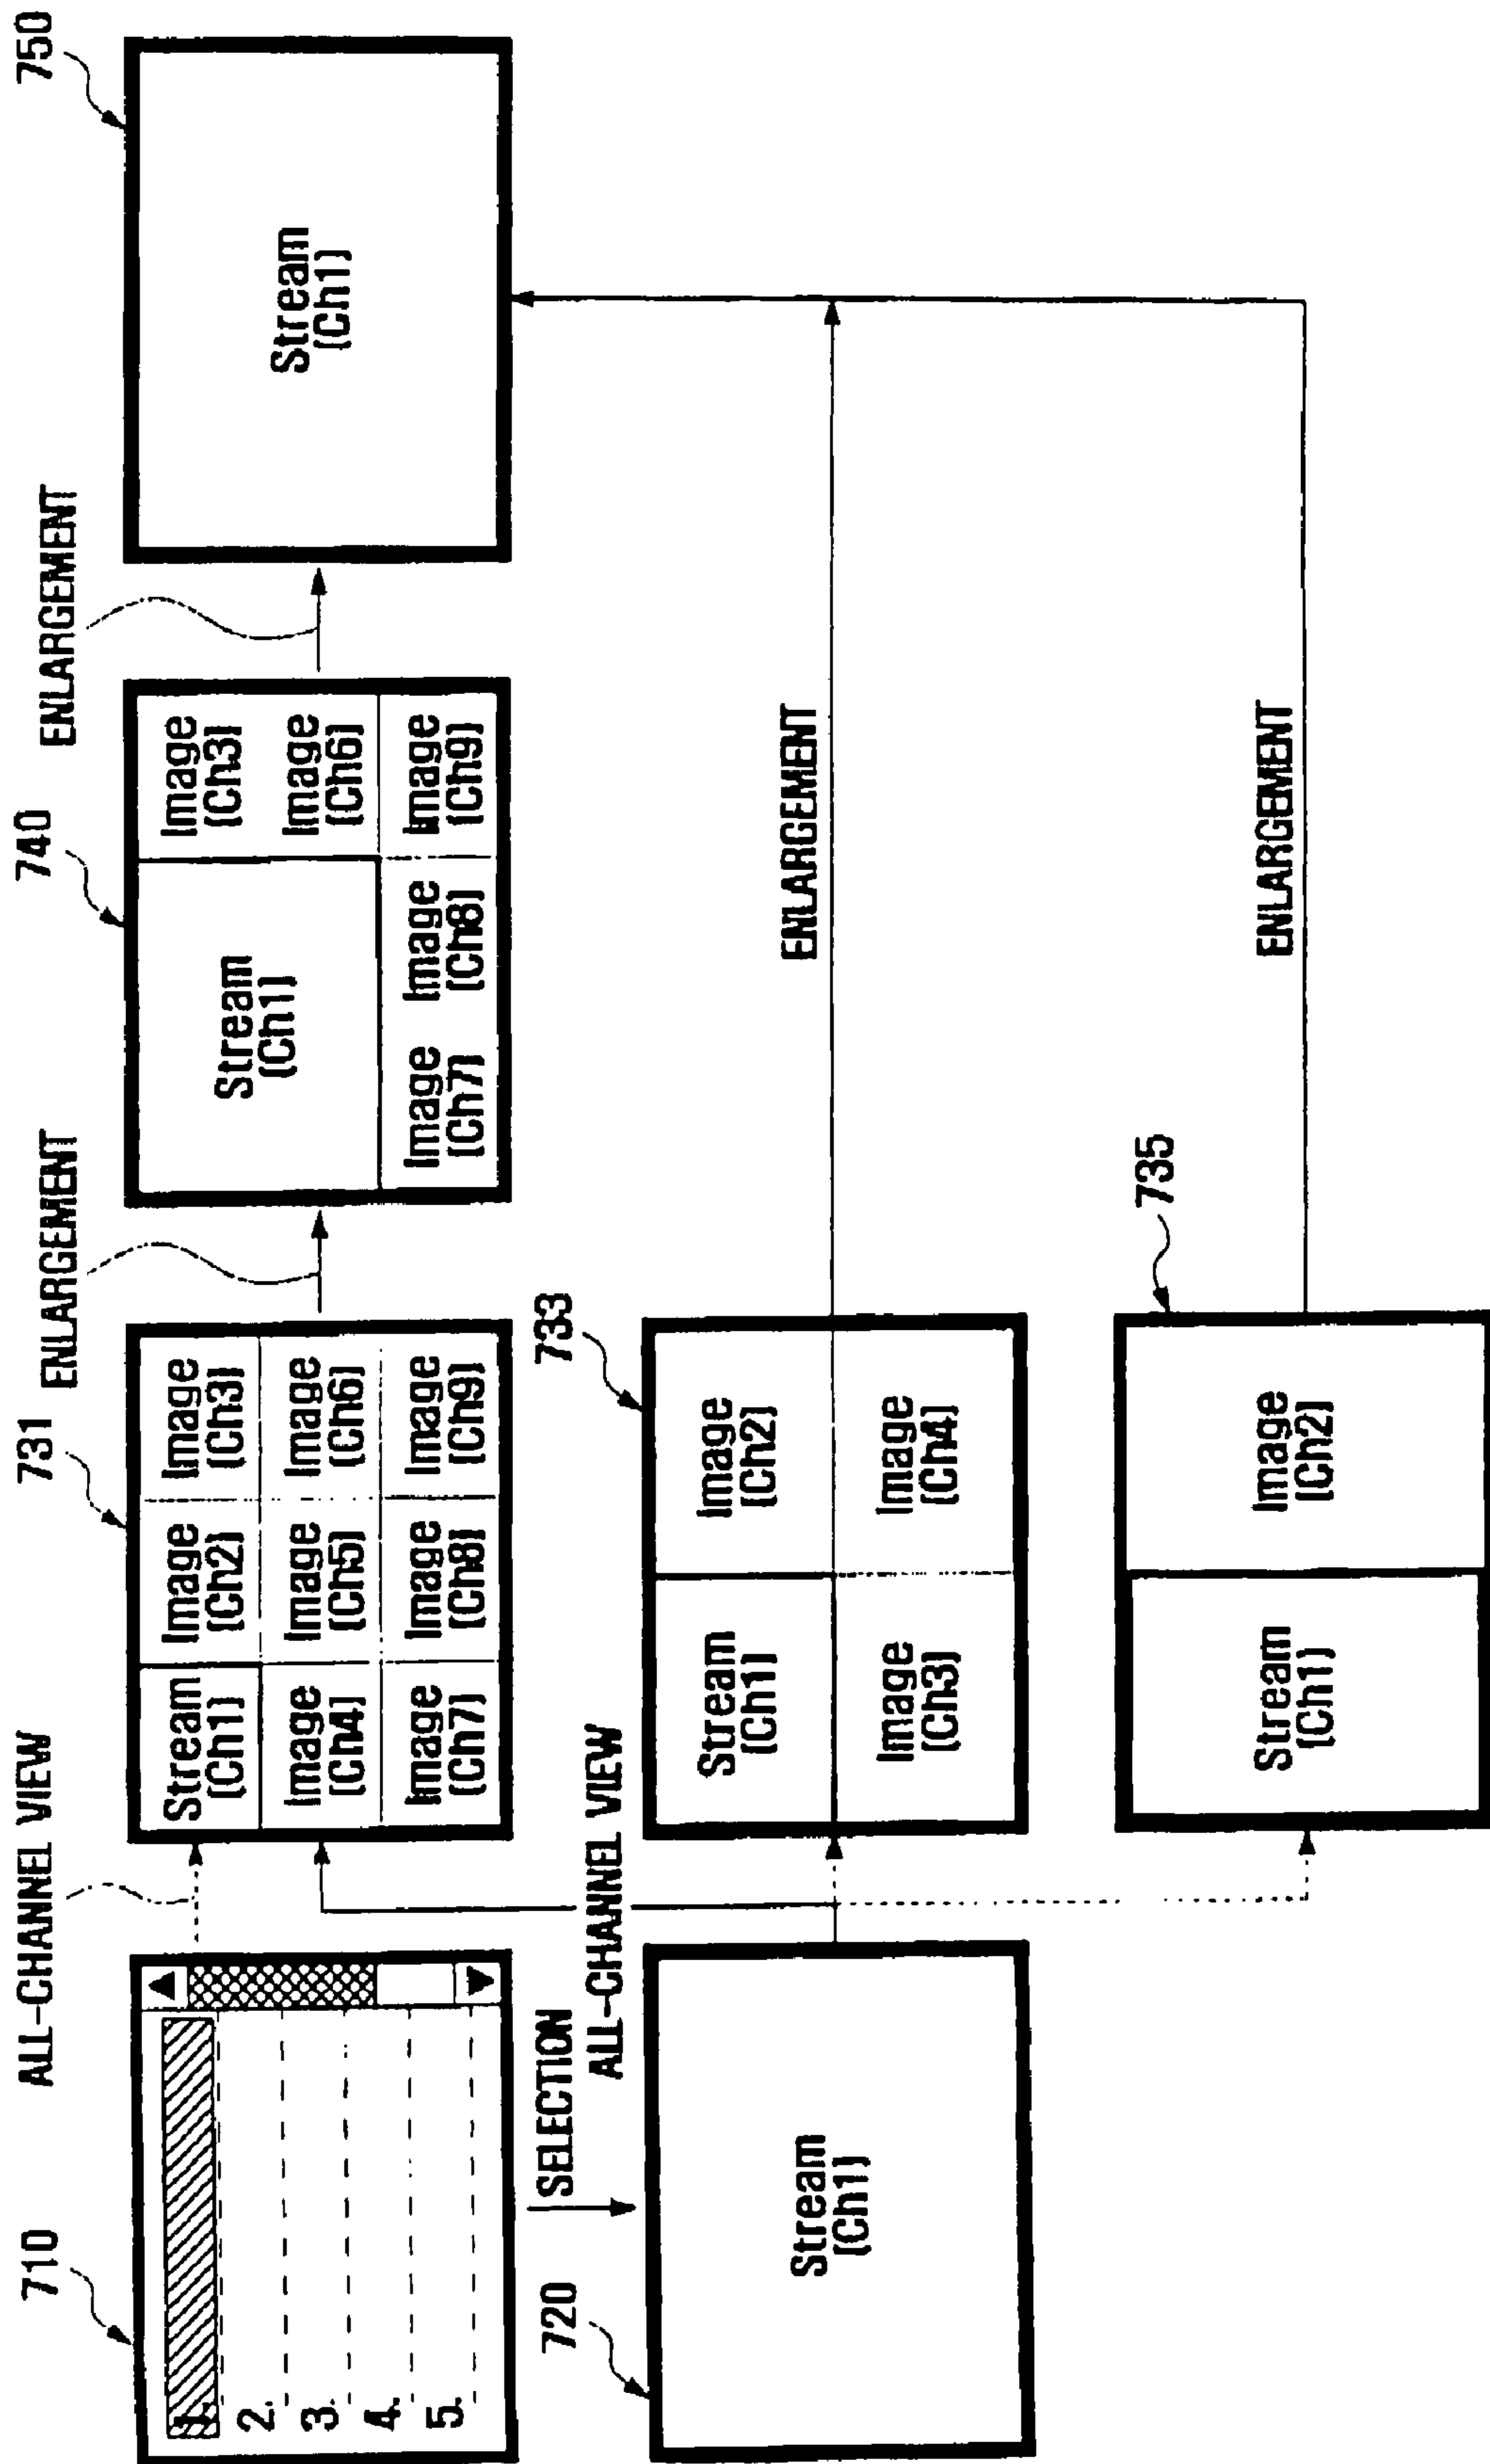 710
1.
2.
3.
4.
5.
ALL-CHANNEL VIEW
731
Stream
(Ch1)
Image
(Ch2)
Image
(Ch3)
Image
(Ch4)
Image
(Ch5)
Image
(Ch6)
Image
(Ch7)
Image
(Ch8)
Image
(Ch9)
ENLARGEMENT
740
Stream
(Ch1)
Image
(Ch3)
Image
(Ch6)
Image
(Ch7)
Image
(Ch8)
Image
(Ch9)
ENLARGEMENT
750
Stream
(Ch1)
SELECTION
720
Stream
(Ch1)
ALL-CHANNEL VIEW
733
Stream
(Ch1)
Image
(Ch2)
Image
(Ch3)
Image
(Ch4)
ENLARGEMENT
735
Stream
(Ch1)
Image
(Ch2)
ENLARGEMENT